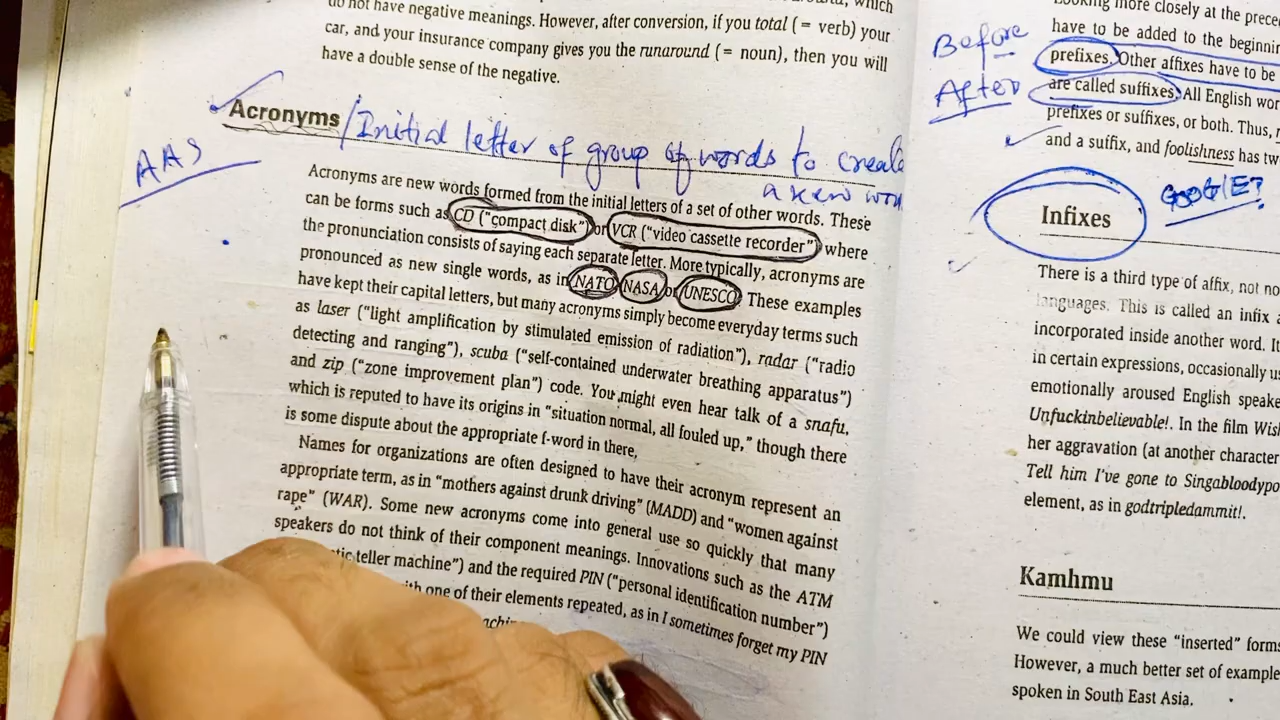 do not have negative meanings. However, after conversion, if you total (= verb) your
car, and your insurance company gives you the runaround (= noun), then you will
have a double sense of the negative.
Acronyms /Initial letter of group of words to create
a new
AAS
Acronyms are new words formed from the initial letters of a set of other words. These
can be forms such as CD ("compact disk") or VCR ("video cassette recorder") where
the pronunciation consists of saying each separate letter. More typically, acronyms are
pronounced as new single words, as in NATO, NASA or UNESCO. These examples
have kept their capital letters, but many acronyms simply become everyday terms such
as laser ("light amplification by stimulated emission of radiation"), radar ("radio
detecting and ranging"), scuba ("self-contained underwater breathing apparatus")
and zip ("zone improvement plan") code. You might even hear talk of a snafu,
which is reputed to have its origins in "situation normal, all fouled up," though there
is some dispute about the appropriate f-word in there,
Names for organizations are often designed to have their acronym represent an
appropriate term, as in "mothers against drunk driving" (MADD) and "women against
rape" (WAR). Some new acronyms come into general use so quickly that many
speakers do not think of their component meanings. Innovations such as the ATM
teller machine") and the required PIN ("personal identification number")
one of their elements repeated, as in I sometimes forget my PIN
Before
After
more closely at the
have to be added to the
prefixes. Other affixes have to be
are called suffixes. All English
prefixes or suffixes, or both. Thus,
and a suffix, and foolishness has
Infixes
GOOGLE?
There is a third type of affix, not
languages. This is called an infix
incorporated inside another word. It
in certain expressions, occasionally
emotionally aroused English
Unfuckinbelievable!. In the film
her aggravation (at another character
Tell him I've gone to
element, as in godtripledammit!.
Kamhmu
We could view these "inserted" forms
However, a much better set of
spoken in South East Asia.